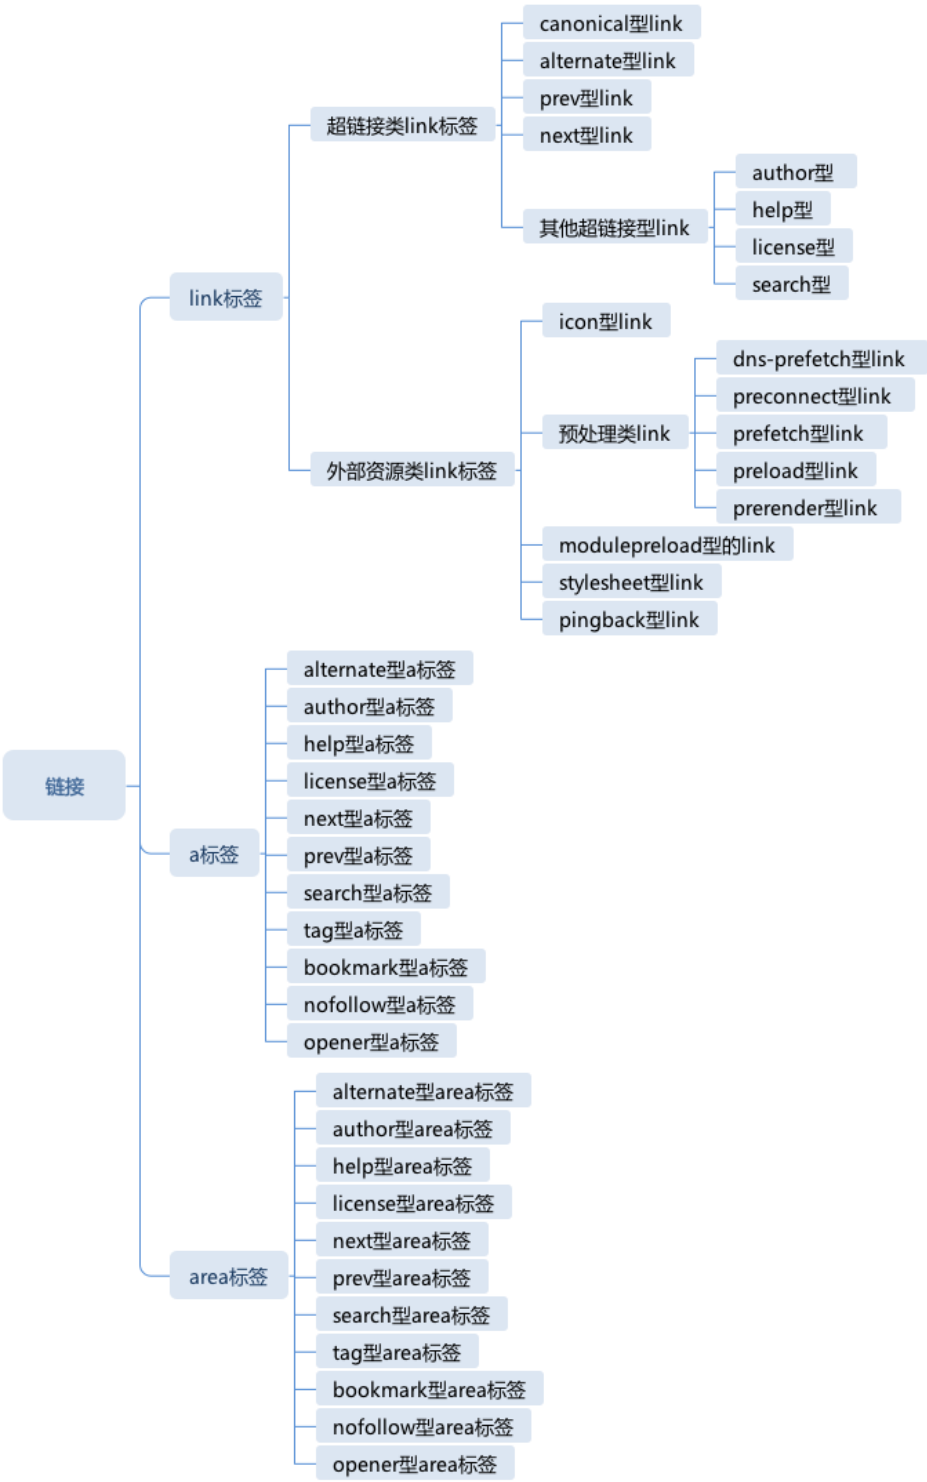 canonical型link
alternate型link
prev型link
超链接类link标签
next型link
author型
help型
其他超链接型link
license型
search型
link标签
icon型link
dns-prefetch型link
preconnect型link
预处理类link
prefetch型link
外部资源类link标签
preload型link
prerender型link
modulepreload型的link
stylesheet型link
pingback型link
alternate型a标签
author型a标签
help型a标签
链接
license型a标签
next型a标签
a标签
prev型a标签
search型a标签
tag型a标签
bookmark型a标签
nofollow型a标签
opener型a标签
alternate型area标签
author型area标签
help型area标签
license型area标签
next型area标签
area标签
prev型area标签
search型area标签
tag型area标签
bookmark型area标签
nofollow型area标签
opener型area标签